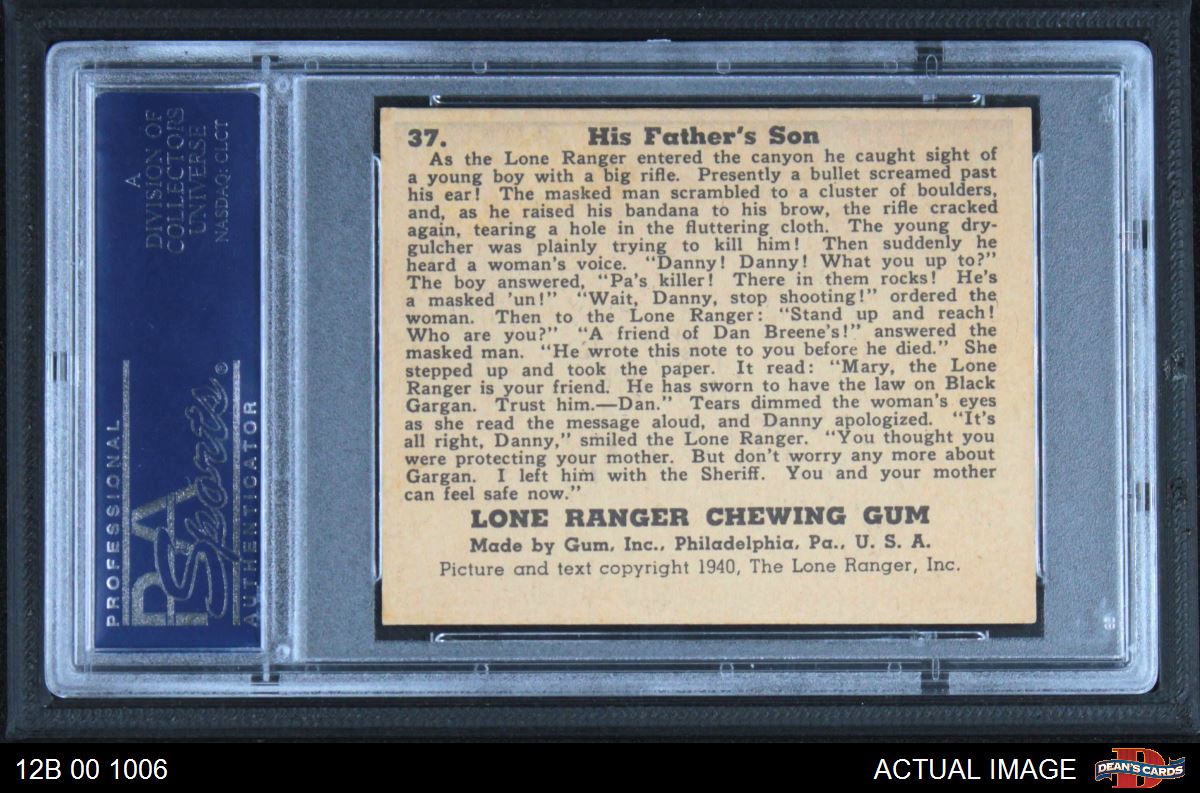 A
DIVISION OF
COLLECTORS
UNIVERSE
NASDAQ: CLCT
PROFESSIONAL
PSA
Sports®
AUTHENTICATOR
37. His Father's Son
As the Lone Ranger entered the canyon he caught sight of
a young boy with a big rifle. Presently a bullet screamed past
his ear! The masked man scrambled to a cluster of boulders,
and, as he raised his bandana to his brow, the rifle cracked
again, tearing a hole in the fluttering cloth. The young dry-
gulcher was plainly trying to kill him! Then suddenly he
heard a woman's voice. "Danny! Danny! What you up to?"
The boy answered, "Pa's killer! There in them rocks! He's
a masked 'un!" "Wait, Danny, stop shooting!" ordered the
woman. Then to the Lone Ranger: "Stand up and reach!
Who are you?" "A friend of Dan Breene's!" answered the
masked man. "He wrote this note to you before he died." She
stepped up and took the paper. It read: "Mary, the Lone
Ranger is your friend. He has sworn to have the law on Black
Gargan. Trust him.—Dan." Tears dimmed the woman's eyes
as she read the message aloud, and Danny apologized. "It's
all right, Danny," smiled the Lone Ranger. "You thought you
were protecting your mother. But don't worry any more about
Gargan. I left him with the Sheriff. You and your mother
can feel safe now."
LONE RANGER CHEWING GUM
Made by Gum, Inc., Philadelphia, Pa., U. S. A.
Picture and text copyright 1940, The Lone Ranger, Inc.
12B 00 1006
ACTUAL IMAGE
D
DEAN'S CARDS